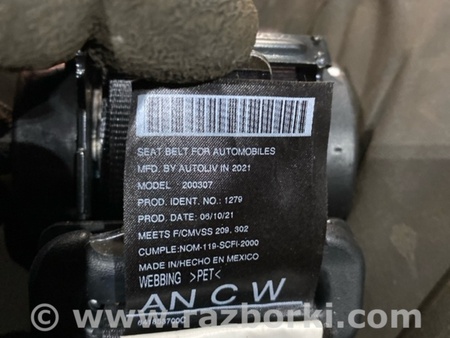 SEAT BELT FOR AUTOMOBILES
MFD. BY AUTOLIV IN 2021
MODEL 200307
PROD. IDENT. NO.: 1279
PROD. DATE: 06/10/21
MEETS F/CMVSS 209, 302
CUMPLE:NOM-119-SCFI-2000
MADE IN/HECHO EN MEXICO
WEBBING >PET<
ANCW
© www.razborki.com